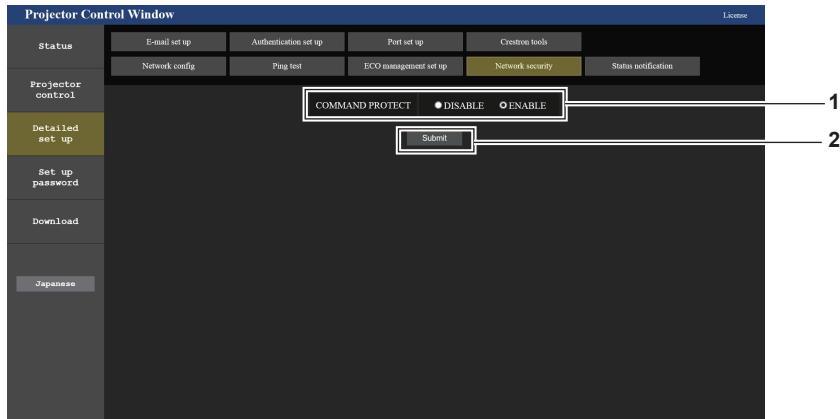 Projector Control Window
License
Status
E-mail set up
Authentication set up
Port set up
Crestron tools
Network config
Ping test
ECO management set up
Network security
Status notification
Projector
control
COMMAND PROTECT DISABLE ENABLE
1
Detailed
set up
Submit
2
Set up
password
Download
Japanese